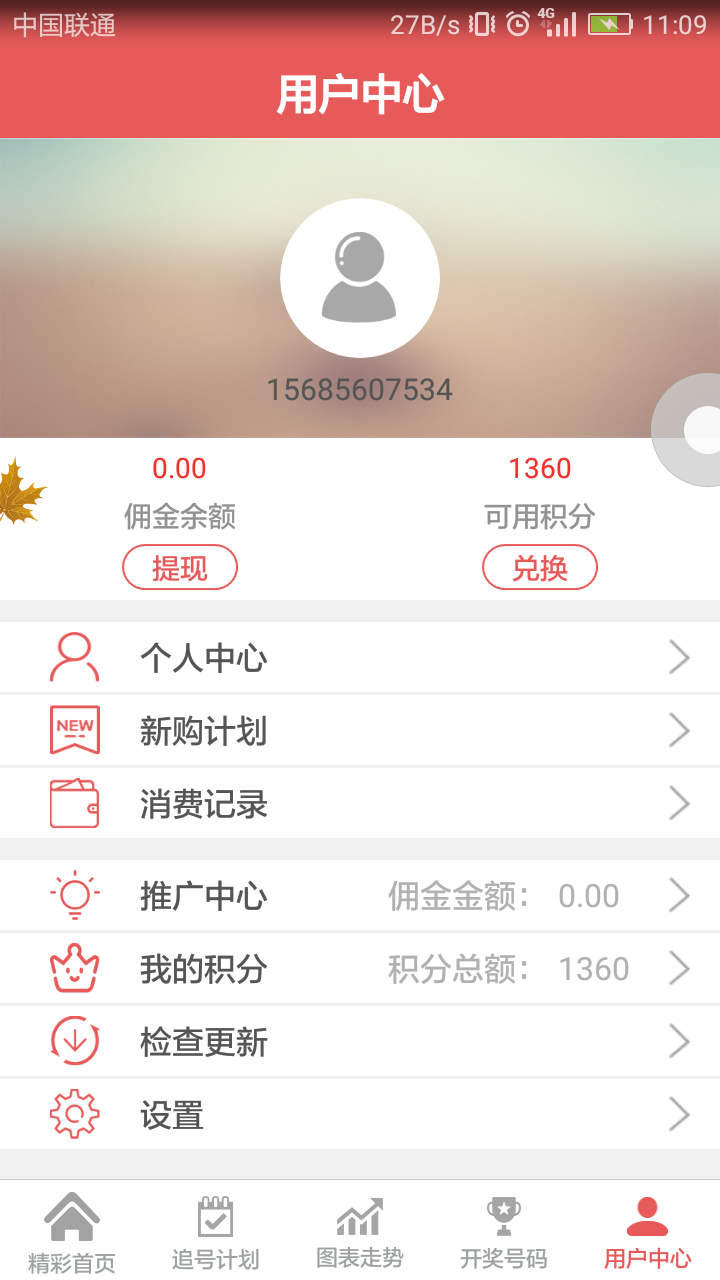 中国联通 27B/s 4G 11:09
用户中心
15685607534
0.00 1360
佣金余额 可用积分
提现 兑换
个人中心
NEW 新购计划
消费记录
推广中心 佣金金额： 0.00
我的积分 积分总额： 1360
检查更新
设置
精彩首页 追号计划 图表走势 开奖号码 用户中心